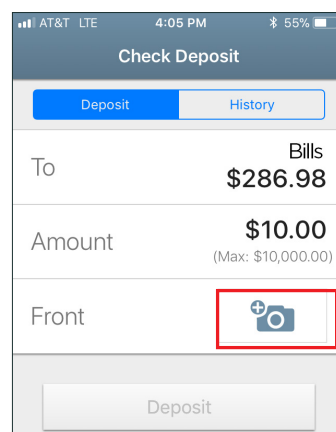 AT&T LTE 4:05 PM 55%
Check Deposit
Deposit History
To Bills
$286.98
Amount $10.00
(Max: $10,000.00)
Front
Deposit